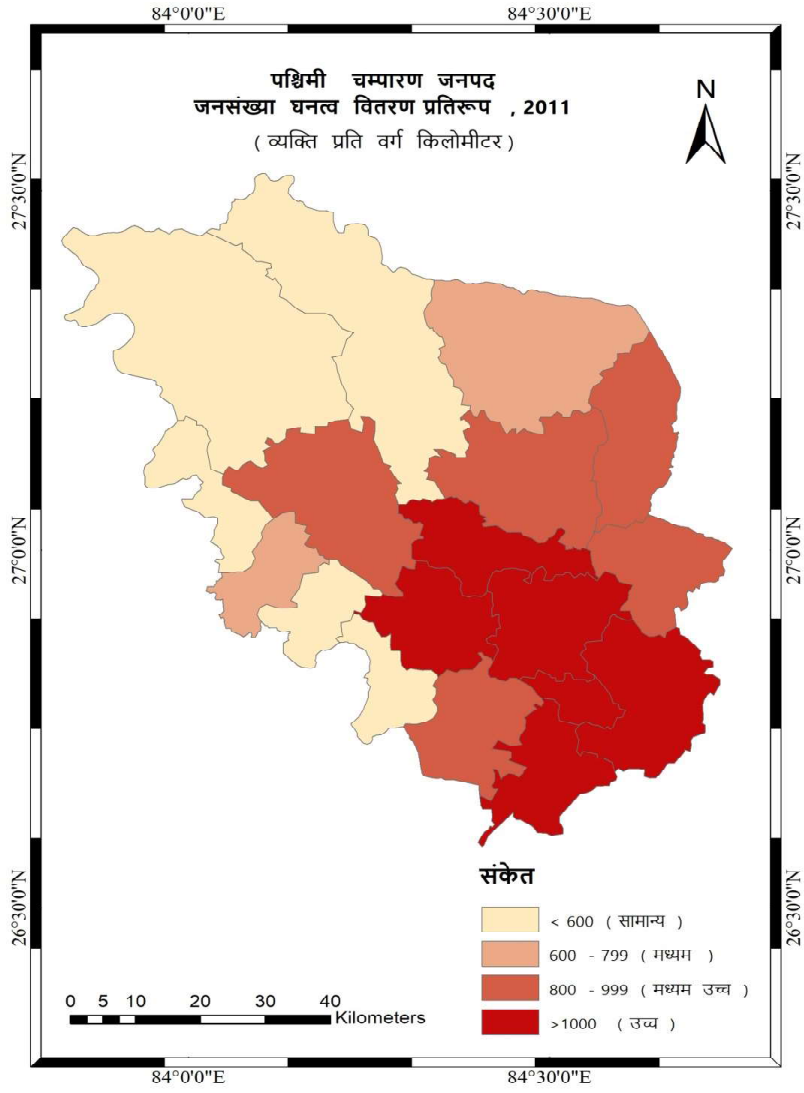 84°0'0"E 84°30'0"E
पश्चिमी चम्पारण जनपद
जनसंख्या घनत्व वितरण प्रतिरूप , 2011
( व्यक्ति प्रति वर्ग किलोमीटर )
N
27°30'0"N 27°30'0"N
27°0'0"N 27°0'0"N
26°30'0"N 26°30'0"N
संकेत
< 600 ( सामान्य )
600 - 799 ( मध्यम )
800 - 999 ( मध्यम उच्च )
>1000 ( उच्च )
0 5 10 20 30 40
Kilometers
84°0'0"E 84°30'0"E